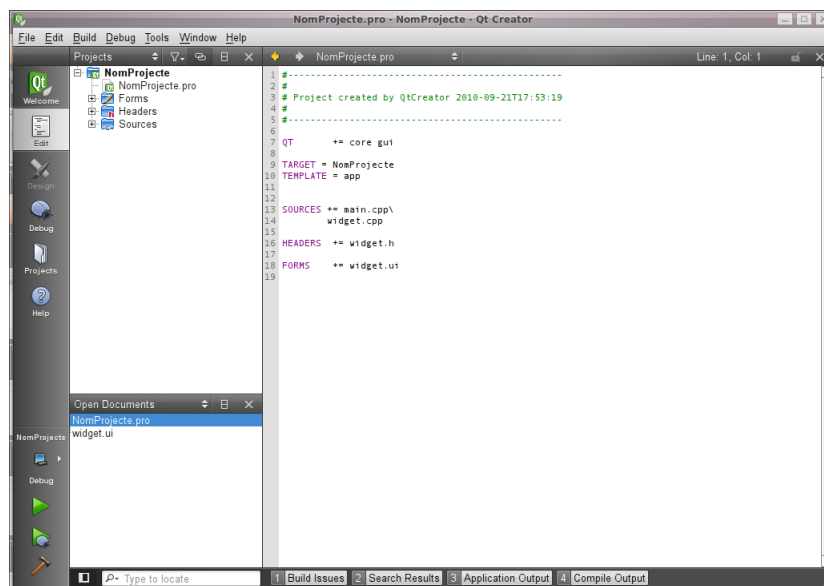 NomProjecte.pro - NomProjecte - Qt Creator
File Edit Build Debug Tools Window Help
Projects
NomProjecte.pro
Line: 1, Col: 1
Qt
Welcome
Edit
Design
Debug
Projects
Help
NomProjecte
NomProjecte.pro
Forms
Headers
Sources
1 #---------------------------------------------------
2 #
3 # Project created by QtCreator 2010-09-21T17:53:19
4 #
5 #---------------------------------------------------
6
7 QT       += core gui
8
9 TARGET = NomProjecte
10 TEMPLATE = app
11
12
13 SOURCES += main.cpp\
14         widget.cpp
15
16 HEADERS  += widget.h
17
18 FORMS    += widget.ui
19
Open Documents
NomProjecte.pro
widget.ui
NomProjecte
Debug
Type to locate
1 Build Issues 2 Search Results 3 Application Output 4 Compile Output